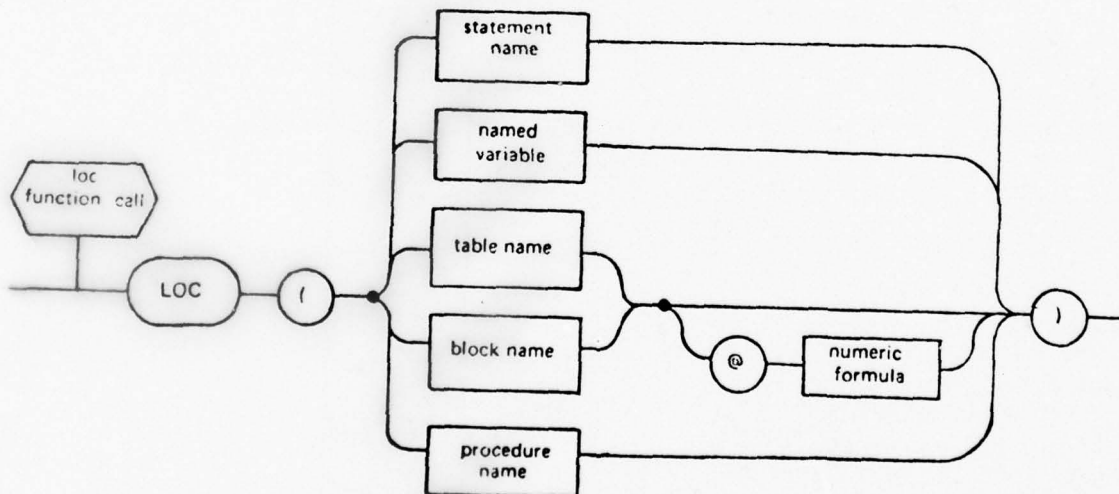 statement
name
named
variable
loc
function call
table name
LOC
(
)
block name
@
numeric
formula
procedure
name